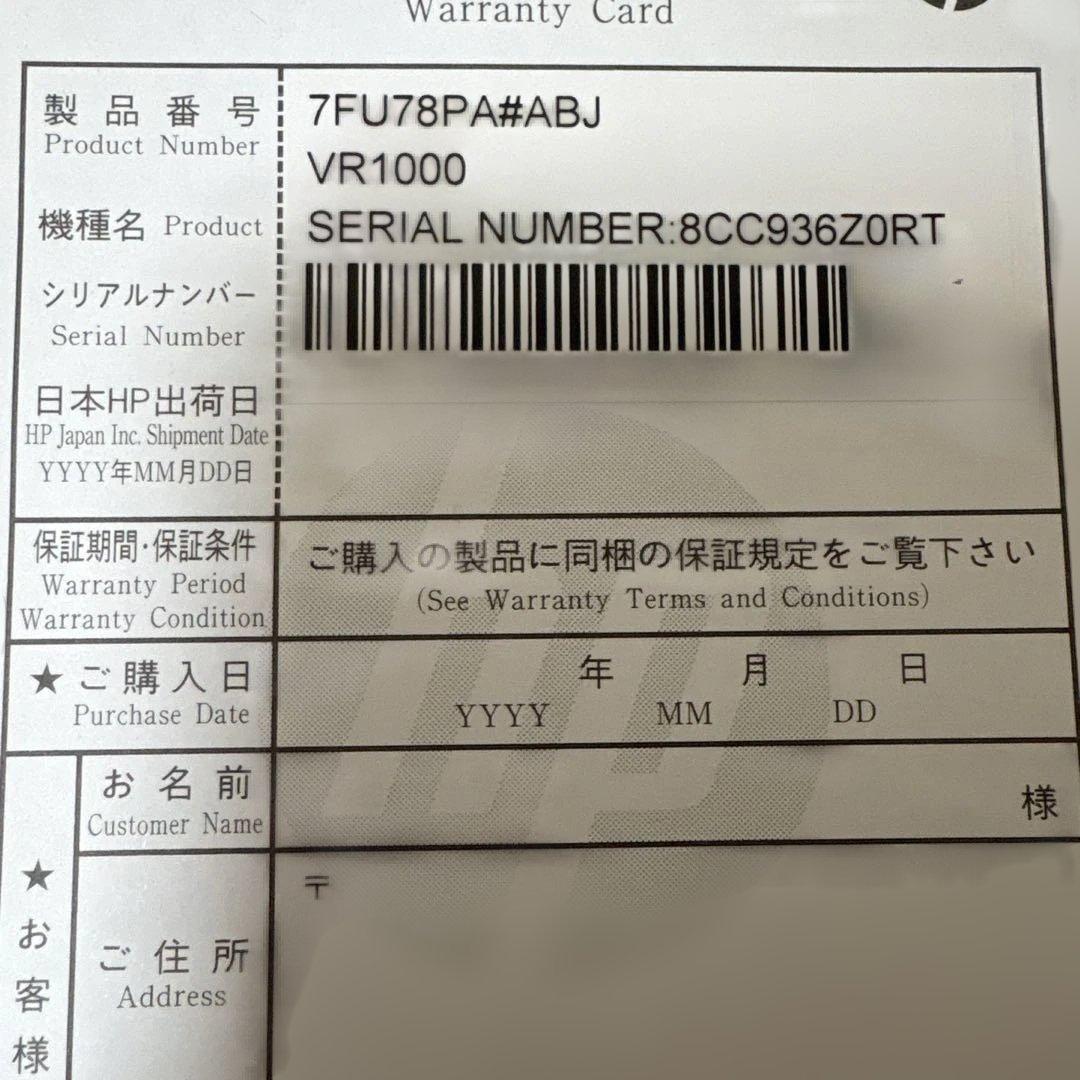 Warranty Card
製品番号 7FU78PA#ABJ
Product Number
VR1000
機種名 Product
SERIAL NUMBER:8CC936Z0RT
シリアルナンバー
Serial Number
日本HP出荷日
HP Japan Inc. Shipment Date
YYYY年MM月DD日
保証期間・保証条件
Warranty Period
Warranty Condition
ご購入の製品に同梱の保証規定をご覧下さい
(See Warranty Terms and Conditions)
★ご購入日
Purchase Date
年 月 日
YYYY MM DD
★お客様
お名前
Customer Name
様
ご住所
Address
〒